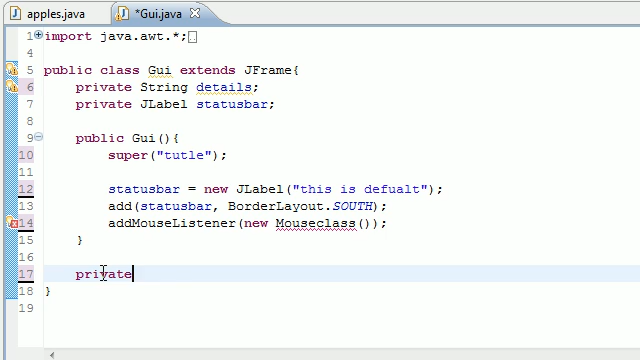 apples.java *Gui.java
1 import java.awt.*;
4
5 public class Gui extends JFrame{
6 private String details;
7 private JLabel statusbar;
8
9 public Gui(){
10 super("tutle");
11
12 statusbar = new JLabel("this is defualt");
13 add(statusbar, BorderLayout.SOUTH);
14 addMouseListener(new Mouseclass());
15 }
16
17 private
18 }
19